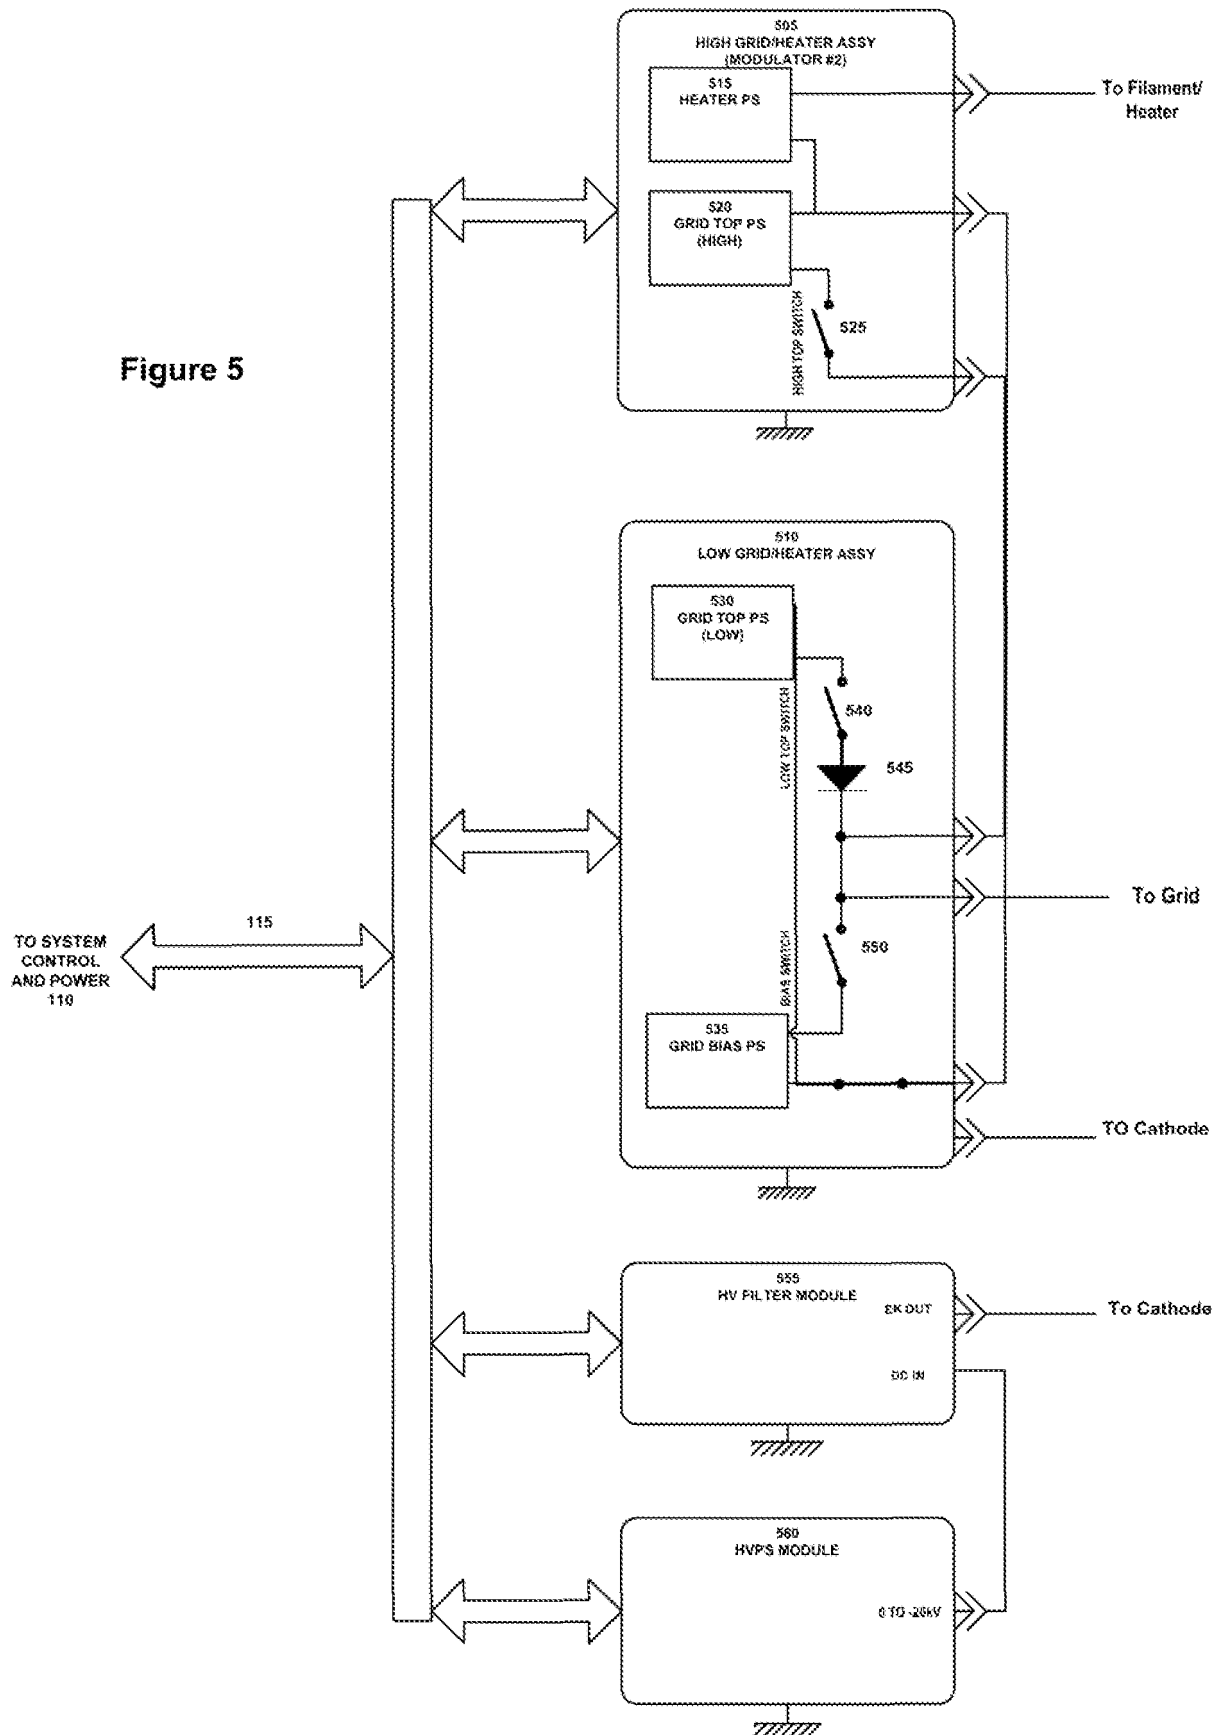 505
HIGH GRID/HEATER ASSY
(MODULATOR #2)
515
HEATER PS
To Filament/
Heater
520
GRID TOP PS
(HIGH)
HIGH TOP SWITCH
525
Figure 5
510
LOW GRID/HEATER ASSY
530
GRID TOP PS
(LOW)
LOW TOP SWITCH
540
545
To Grid
BIAS SWITCH
550
115
TO SYSTEM
CONTROL
AND POWER
110
535
GRID BIAS PS
TO Cathode
555
HV FILTER MODULE
EK OUT
To Cathode
DC IN
560
HVPS MODULE
0 TO -20kV